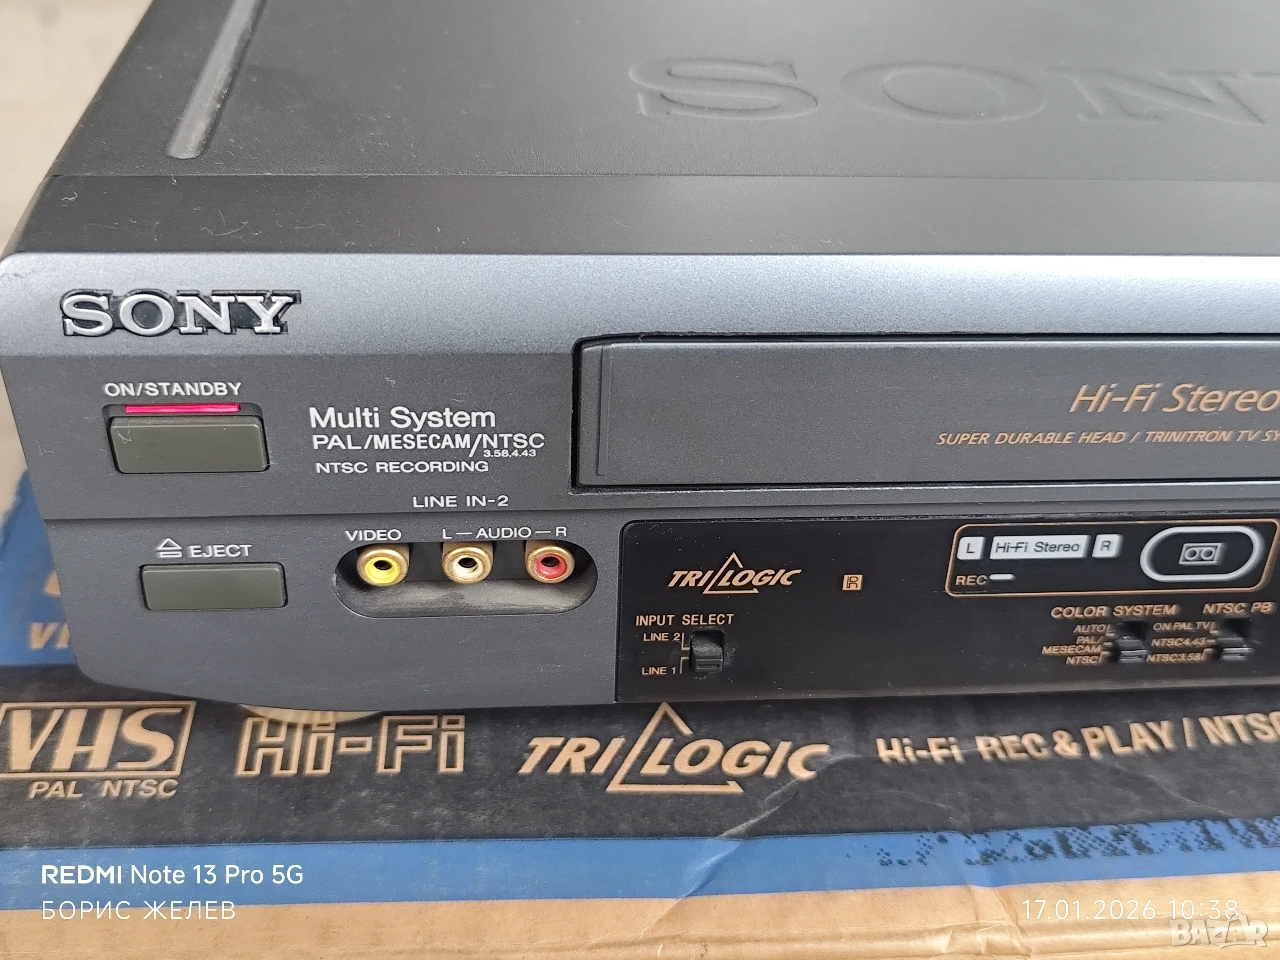 SONY
SONY
ON/STANDBY
Multi System
PAL/MESECAM/NTSC
3.58,4.43
NTSC RECORDING
Hi-Fi Stereo
SUPER DURABLE HEAD / TRINITRON TV SY
LINE IN-2
VIDEO L—AUDIO—R
EJECT
TRILOGIC
L Hi-Fi Stereo R
REC
INPUT SELECT
LINE 2
LINE 1
COLOR SYSTEM
AUTO
PAL/
MESECAM
NTSC
NTSC PB
ON PAL TV
NTSC4.43
NTSC3.58
VHS
PAL NTSC
Hi-Fi
TRILOGIC
Hi-Fi REC & PLAY / NTSC
REDMI Note 13 Pro 5G
БОРИС ЖЕЛЕВ
17.01.2026 10:38
BAZAR